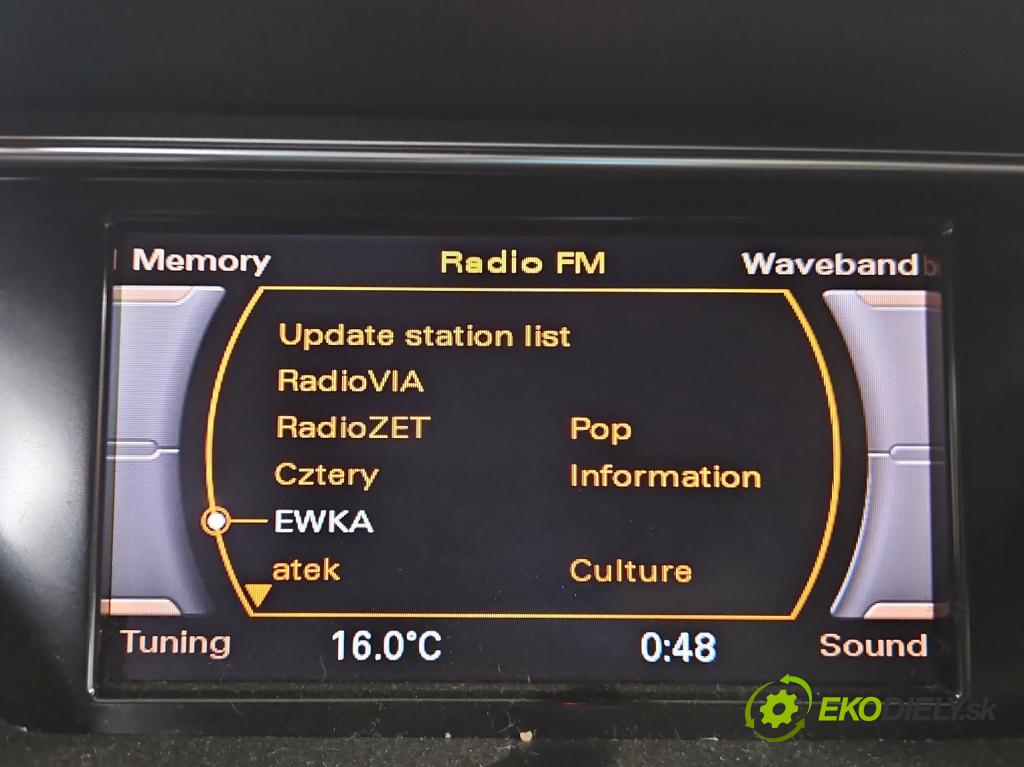 Memory Radio FM Waveband
Update station list
RadioVIA
RadioZET Pop
Cztery Information
EWKA
atek Culture
Tuning 16.0°C 0:48 Sound
EKODIELY.sk